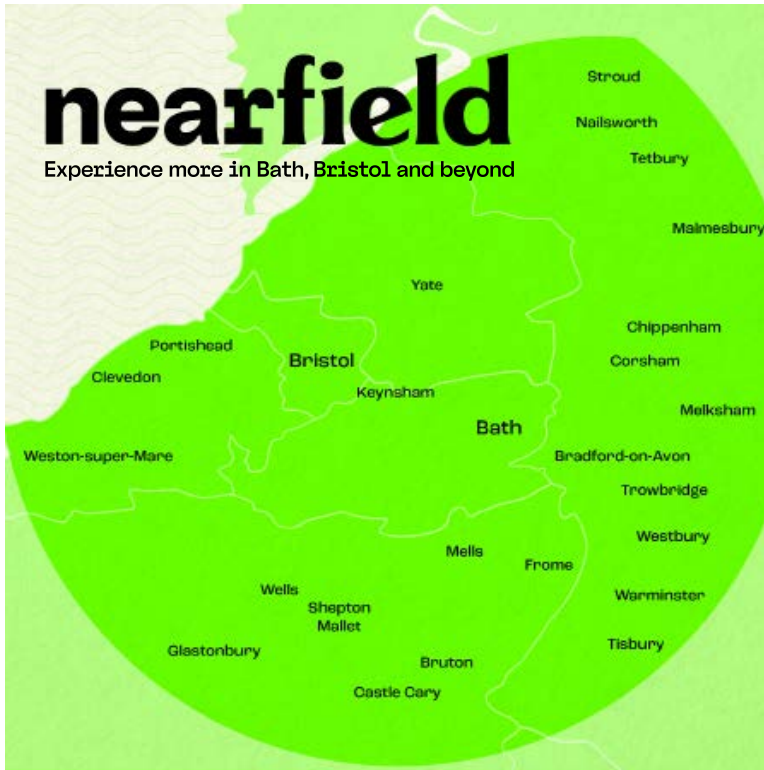 nearfield
Experience more in Bath, Bristol and beyond
Stroud
Nailsworth
Tetbury
Malmesbury
Yate
Chippenham
Portishead
Bristol
Corsham
Clevedon
Keynsham
Melksham
Bath
Weston-super-Mare
Bradford-on-Avon
Trowbridge
Westbury
Mells
Frome
Wells
Warminster
Shepton
Mallet
Tisbury
Glastonbury
Bruton
Castle Cary